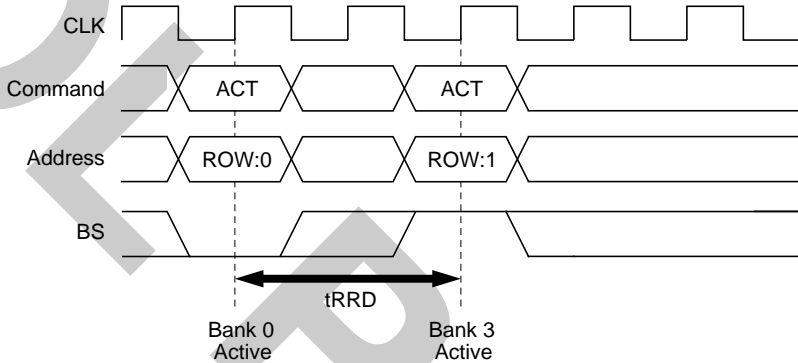 CLK
Command ACT ACT
Address ROW:0 ROW:1
BS
tRRD
Bank 0 Bank 3
Active Active